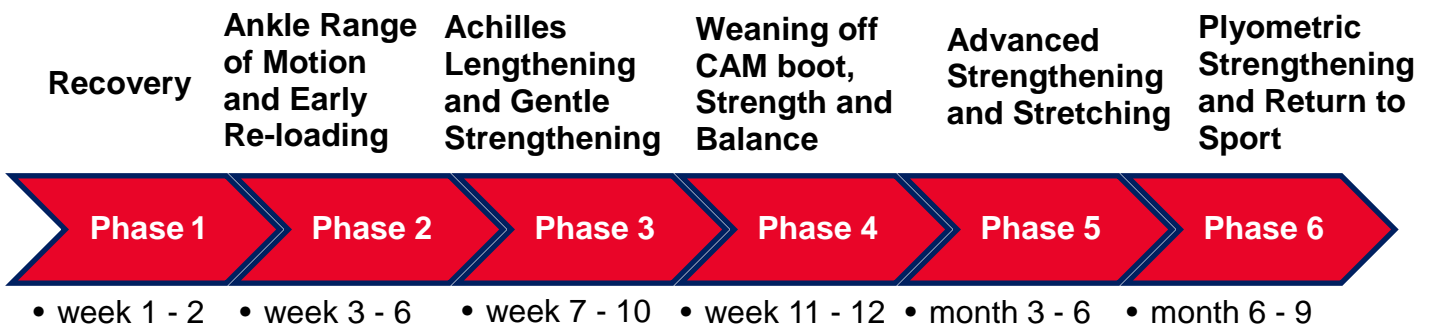 Recovery
Ankle Range
of Motion
and Early
Re-loading
Achilles
Lengthening
and Gentle
Strengthening
Weaning off
CAM boot,
Strength and
Balance
Advanced
Strengthening
and Stretching
Plyometric
Strengthening
and Return to
Sport
Phase 1
Phase 2
Phase 3
Phase 4
Phase 5
Phase 6
• week 1 - 2
• week 3 - 6
• week 7 - 10
• week 11 - 12
• month 3 - 6
• month 6 - 9